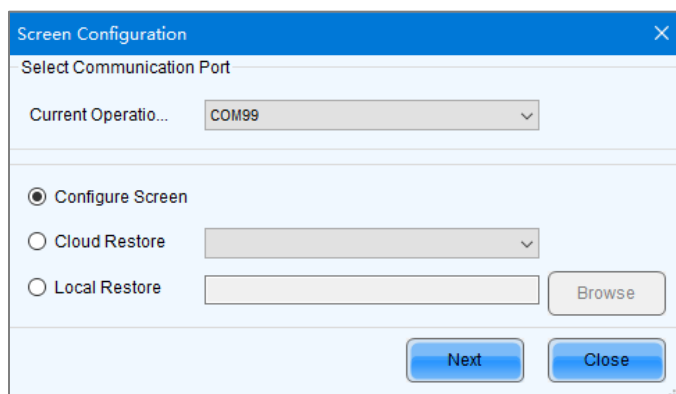 Screen Configuration
Select Communication Port
Current Operatio... COM99
Configure Screen
Cloud Restore
Local Restore Browse
Next Close